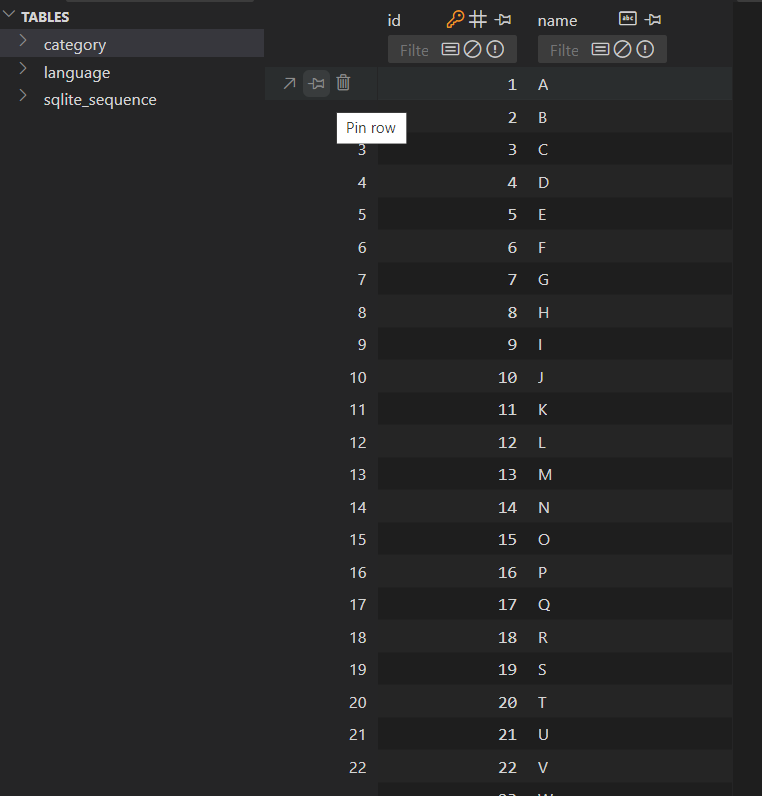 TABLES
category
language
sqlite_sequence
id name abc
Filte Filte
1 A
Pin row
2 B
3 3 C
4 4 D
5 5 E
6 6 F
7 7 G
8 8 H
9 9 I
10 10 J
11 11 K
12 12 L
13 13 M
14 14 N
15 15 O
16 16 P
17 17 Q
18 18 R
19 19 S
20 20 T
21 21 U
22 22 V